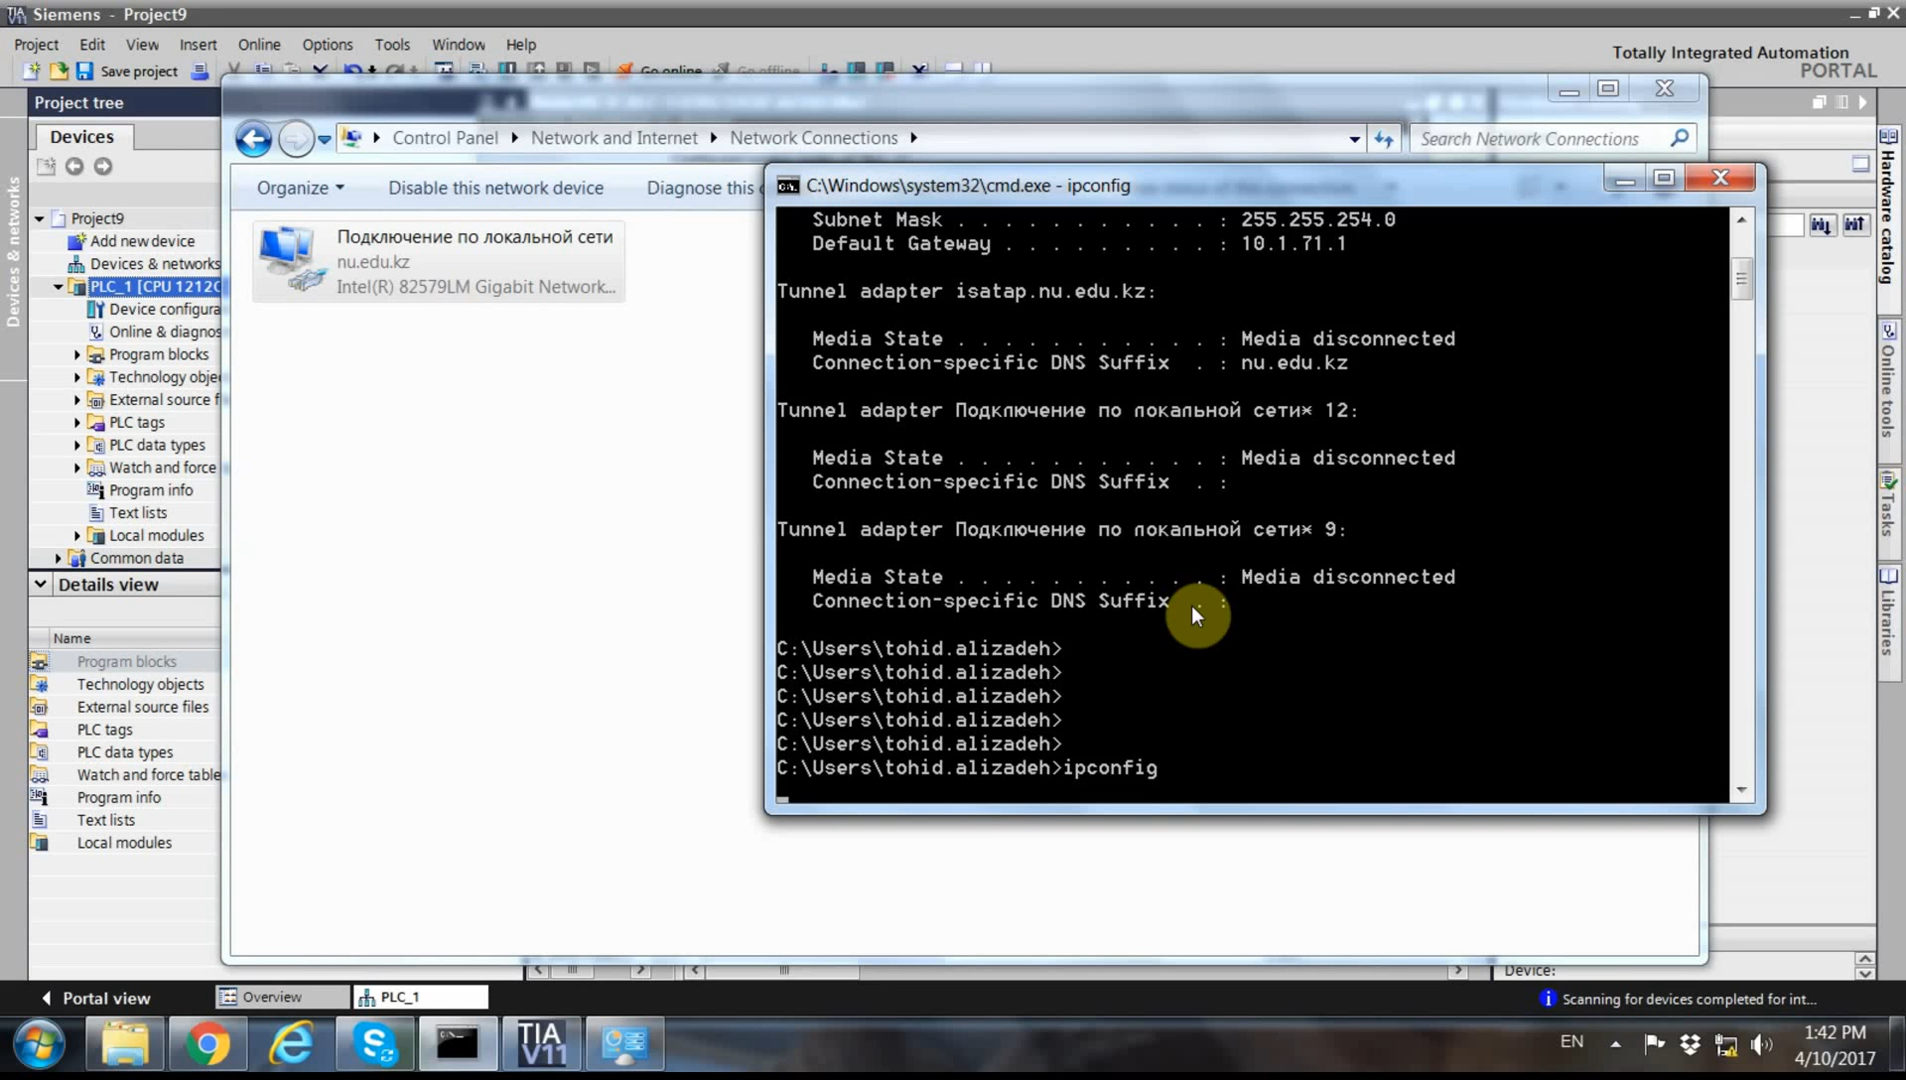 Siemens - Project9
Project Edit View Insert Online Options Tools Window Help
Totally Integrated Automation
PORTAL
Save project
Go online
Go offline
Project tree
Devices
Devices & networks
Project9
Add new device
Devices & networks
PLC_1 [CPU 1212C
Device configura
Online & diagnos
Program blocks
Technology obje
External source f
PLC tags
PLC data types
Watch and force
Program info
Text lists
Local modules
Common data
Details view
Name
Program blocks
Technology objects
External source files
PLC tags
PLC data types
Watch and force table
Program info
Text lists
Local modules
Control Panel Network and Internet Network Connections
Search Network Connections
Organize Disable this network device Diagnose this c
Подключение по локальной сети
nu.edu.kz
Intel(R) 82579LM Gigabit Network...
C:\Windows\system32\cmd.exe - ipconfig
Subnet Mask . . . . . . . . . . . : 255.255.254.0
Default Gateway . . . . . . . . . : 10.1.71.1
Tunnel adapter isatap.nu.edu.kz:
Media State . . . . . . . . . . . : Media disconnected
Connection-specific DNS Suffix  . : nu.edu.kz
Tunnel adapter Подключение по локальной сети* 12:
Media State . . . . . . . . . . . : Media disconnected
Connection-specific DNS Suffix  . :
Tunnel adapter Подключение по локальной сети* 9:
Media State . . . . . . . . . . . : Media disconnected
Connection-specific DNS Suffix  . :
C:\Users\tohid.alizadeh>
C:\Users\tohid.alizadeh>
C:\Users\tohid.alizadeh>
C:\Users\tohid.alizadeh>
C:\Users\tohid.alizadeh>
C:\Users\tohid.alizadeh>ipconfig
Hardware catalog
Online tools
Tasks
Libraries
Device:
Portal view
Overview
PLC_1
Scanning for devices completed for int...
TIA
V11
EN
1:42 PM
4/10/2017